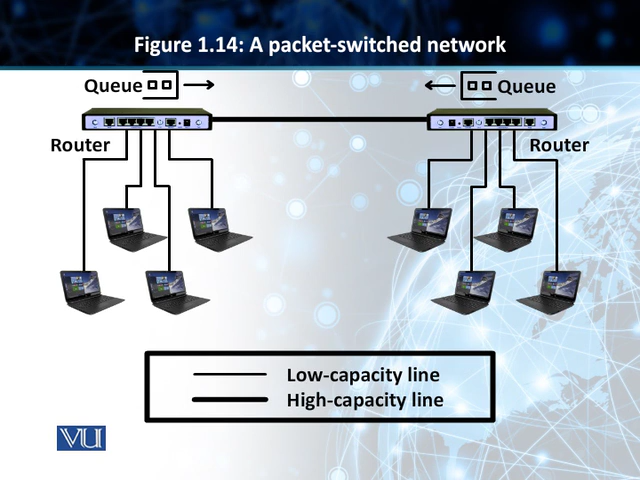 Figure 1.14: A packet-switched network
Queue
Queue
Router
Router
Low-capacity line
High-capacity line
VU